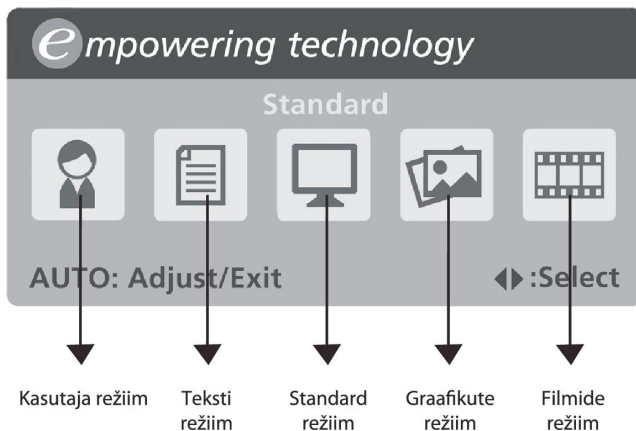 empowering technology
Standard
AUTO: Adjust/Exit
:Select
Kasutaja režiim
Teksti
režiim
Standard
režiim
Graafikute
režiim
Filmide
režiim